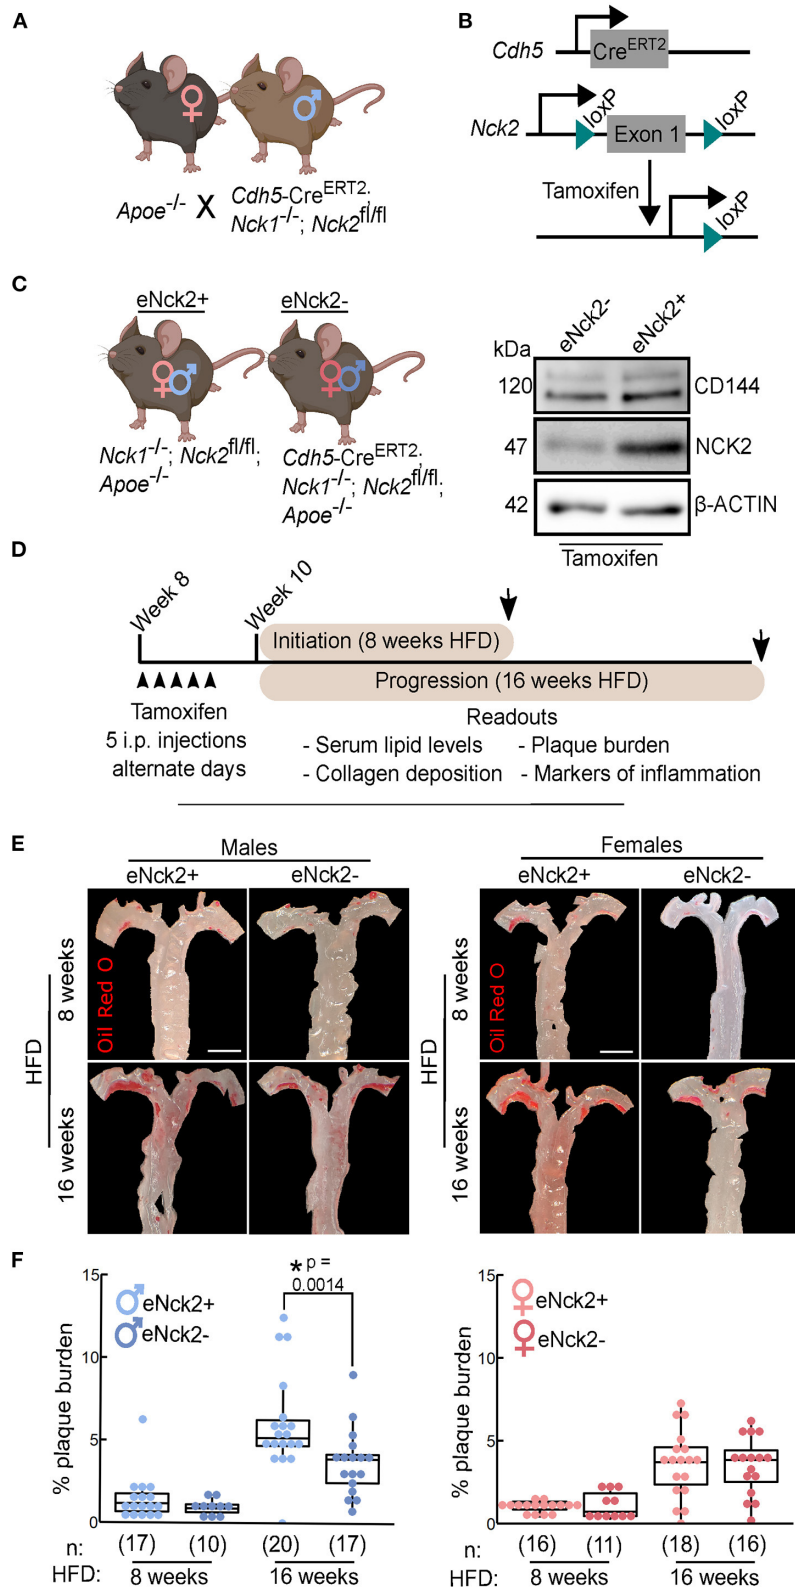 A
♀ ♂
Apoe-/- X Cdh5-CreERT2;
Nck1-/-; Nck2fl/fl
B
Cdh5 CreERT2
Nck2 loxP Exon 1 loxP
Tamoxifen
loxP
C
eNck2+ eNck2-
♀♂ ♀♂
Nck1-/-; Nck2fl/fl;
Apoe-/-
Cdh5-CreERT2;
Nck1-/-; Nck2fl/fl;
Apoe-/-
eNck2- eNck2+
kDa
120 CD144
47 NCK2
42 β-ACTIN
Tamoxifen
D
Week 8 Week 10
Initiation (8 weeks HFD)
Progression (16 weeks HFD)
Tamoxifen
5 i.p. injections
alternate days
Readouts
- Serum lipid levels - Plaque burden
- Collagen deposition - Markers of inflammation
E
Males
eNck2+ eNck2-
HFD
8 weeks
Oil Red O
16 weeks
Females
eNck2+ eNck2-
HFD
8 weeks
Oil Red O
16 weeks
F
% plaque burden
15
10
5
0
♂ eNck2+
♂ eNck2-
* p =
0.0014
n: (17) (10) (20) (17)
HFD: 8 weeks 16 weeks
% plaque burden
15
10
5
0
♀ eNck2+
♀ eNck2-
n: (16) (11) (18) (16)
HFD: 8 weeks 16 weeks